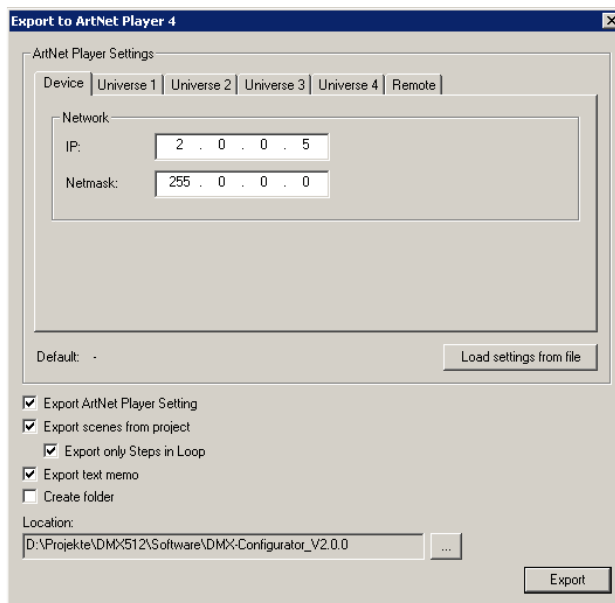 Export to ArtNet Player 4
ArtNet Player Settings
Device Universe 1 Universe 2 Universe 3 Universe 4 Remote
Network
IP: 2 . 0 . 0 . 5
Netmask: 255 . 0 . 0 . 0
Default: -
Load settings from file
Export ArtNet Player Setting
Export scenes from project
Export only Steps in Loop
Export text memo
Create folder
Location:
D:\Projekte\DMX512\Software\DMX-Configurator_V2.0.0
...
Export